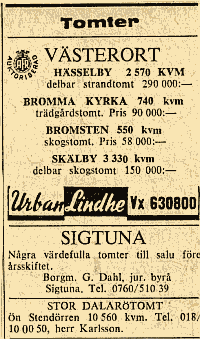 Tomter
AUKTORISERAD
VÄSTERORT
HÄSSELBY 2 570 KVM
delbar strandtomt 290 000:—
BROMMA KYRKA 740 kvm
trädgårdstomt. Pris 90 000:—
BROMSTEN 550 kvm
skogstomt. Pris 58 000:—
SKÄLBY 3 330 kvm
delbar skogstomt 150 000:—
Urban Lindhe Vx 630800
SIGTUNA
Några värdefulla tomter till salu före
årsskiftet.
Borgm. G. Dahl, jur. byrå
Sigtuna, Tel. 0760/510 39
STOR DALARÖTOMT
Ön Stendörren 10 560 kvm. Tel. 018/
10 00 50, herr Karlsson.